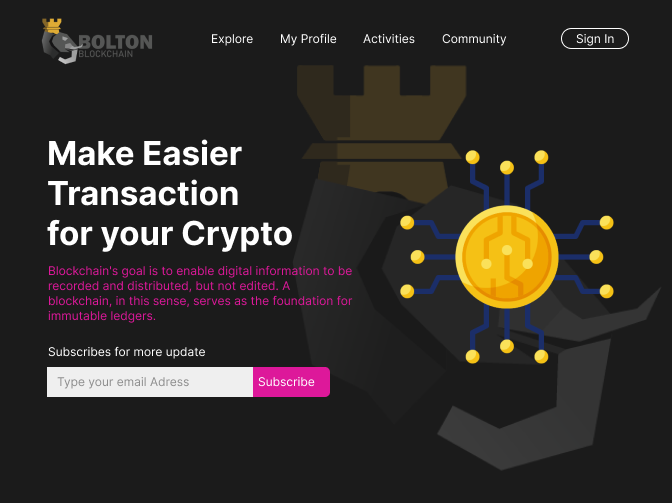 BOLTON
BLOCKCHAIN
Explore My Profile Activities Community Sign In
Make Easier
Transaction
for your Crypto
Blockchain's goal is to enable digital information to be
recorded and distributed, but not edited. A
blockchain, in this sense, serves as the foundation for
immutable ledgers.
Subscribes for more update
Type your email Adress Subscribe